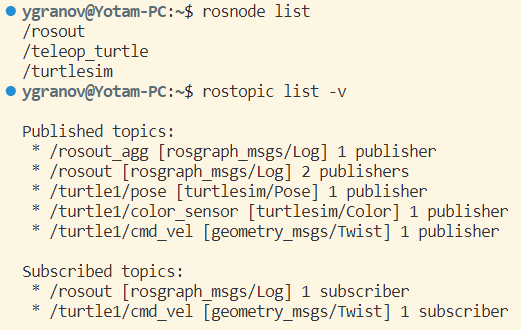 ygranov@Yotam-PC:~$ rosnode list
/rosout
/teleop_turtle
/turtlesim
ygranov@Yotam-PC:~$ rostopic list -v

Published topics:
 * /rosout_agg [rosgraph_msgs/Log] 1 publisher
 * /rosout [rosgraph_msgs/Log] 2 publishers
 * /turtle1/pose [turtlesim/Pose] 1 publisher
 * /turtle1/color_sensor [turtlesim/Color] 1 publisher
 * /turtle1/cmd_vel [geometry_msgs/Twist] 1 publisher

Subscribed topics:
 * /rosout [rosgraph_msgs/Log] 1 subscriber
 * /turtle1/cmd_vel [geometry_msgs/Twist] 1 subscriber